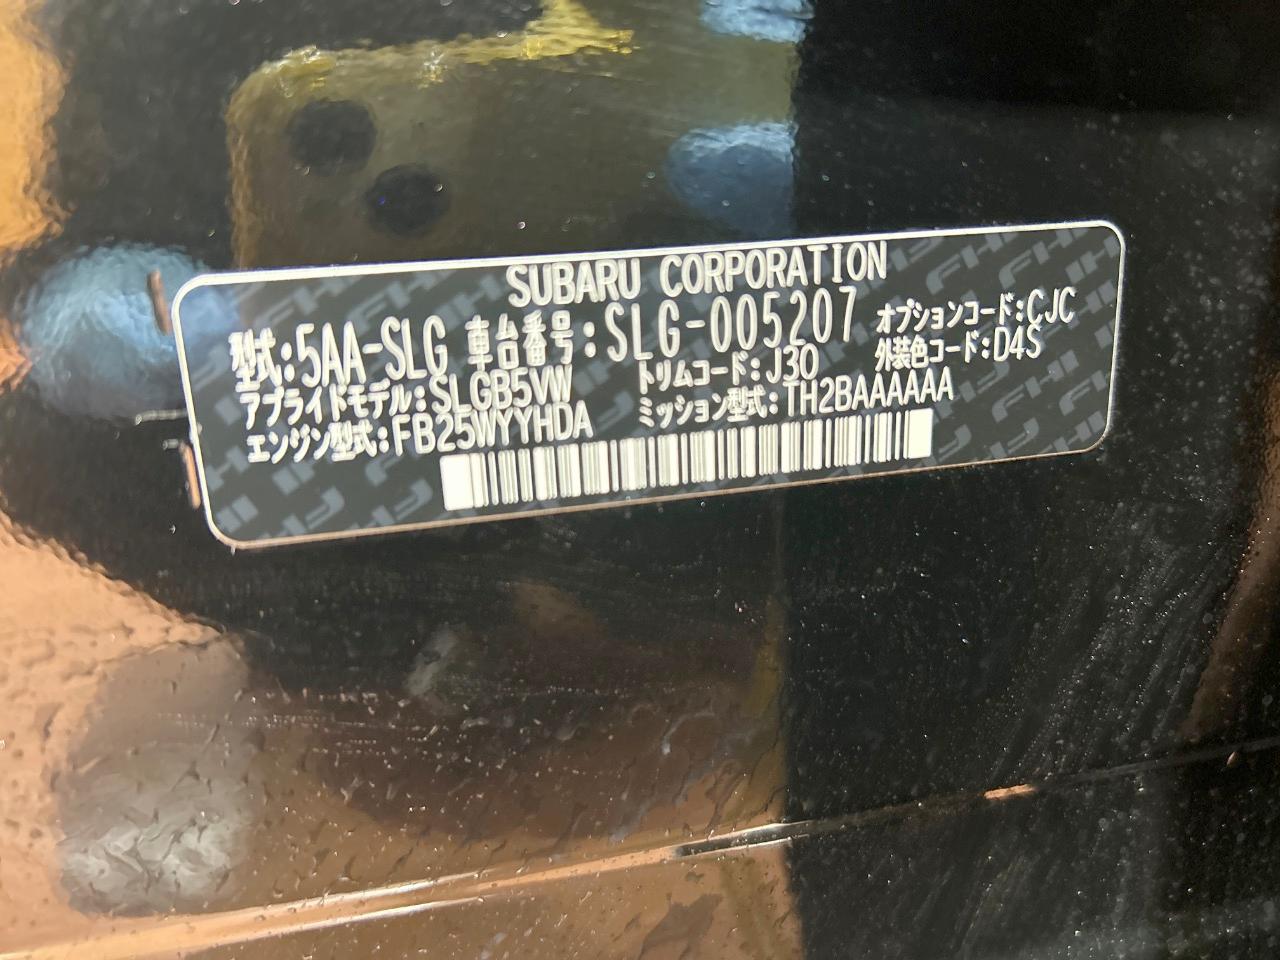 SUBARU CORPORATION
型式:5AA-SLG 車台番号:SLG-005207 オプションコード:CJC
アプライドモデル:SLGB5VW トリムコード:J30 外装色コード:D4S
エンジン型式:FB25WYYHDA ミッション型式:TH2BAAAAAA